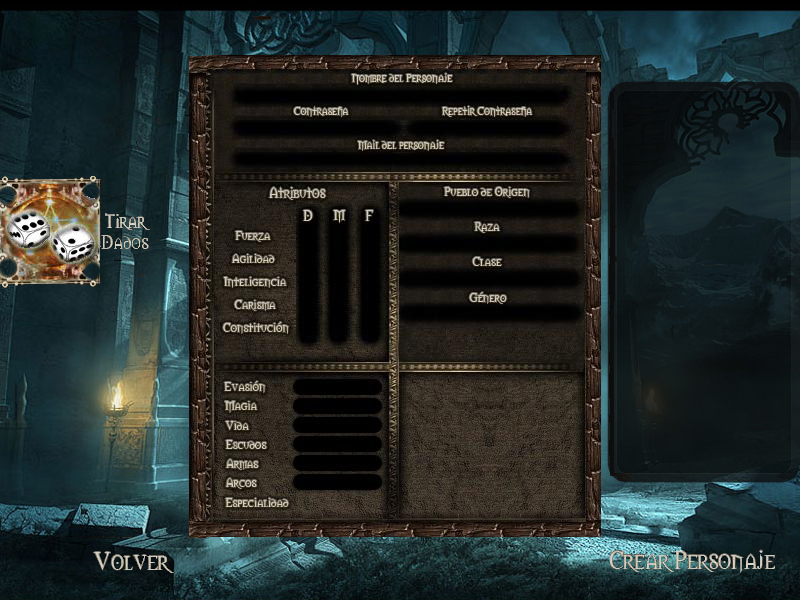 Nombre del Personaje
Contraseña Repetir Contraseña
Mail del personaje
Atributos
D M F
Fuerza
Agilidad
Inteligencia
Carisma
Constitución
Pueblo de Origen
Raza
Clase
Género
Tirar
Dados
Evasión
Magia
Vida
Escudos
Armas
Arcos
Especialidad
Volver
Crear Personaje